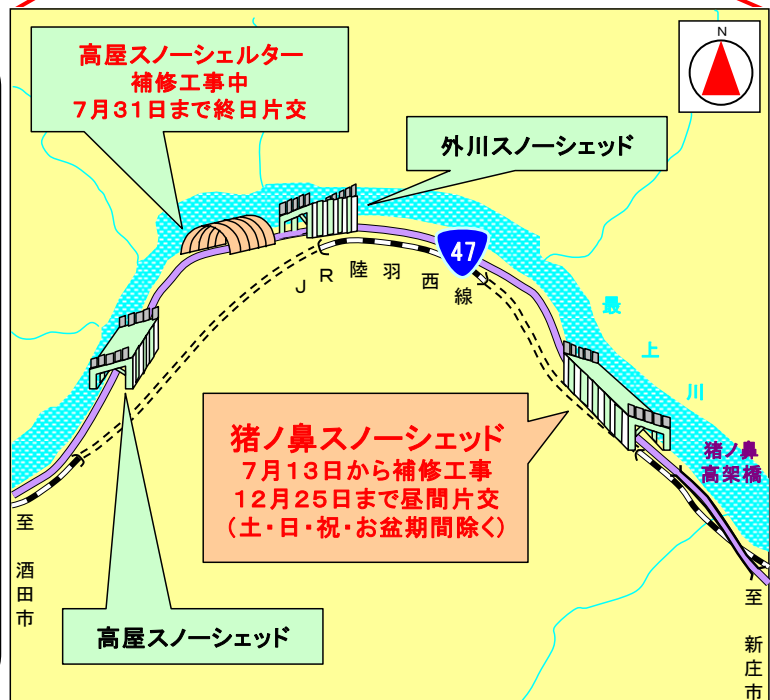 高屋スノーシェルター
補修工事中
7月31日まで終日片交
N
外川スノーシェッド
47
JR陸羽西線
最上川
猪ノ鼻スノーシェッド
7月13日から補修工事
12月25日まで昼間片交
(土・日・祝・お盆期間除く)
猪ノ鼻
高架橋
至酒田市
高屋スノーシェッド
至新庄市